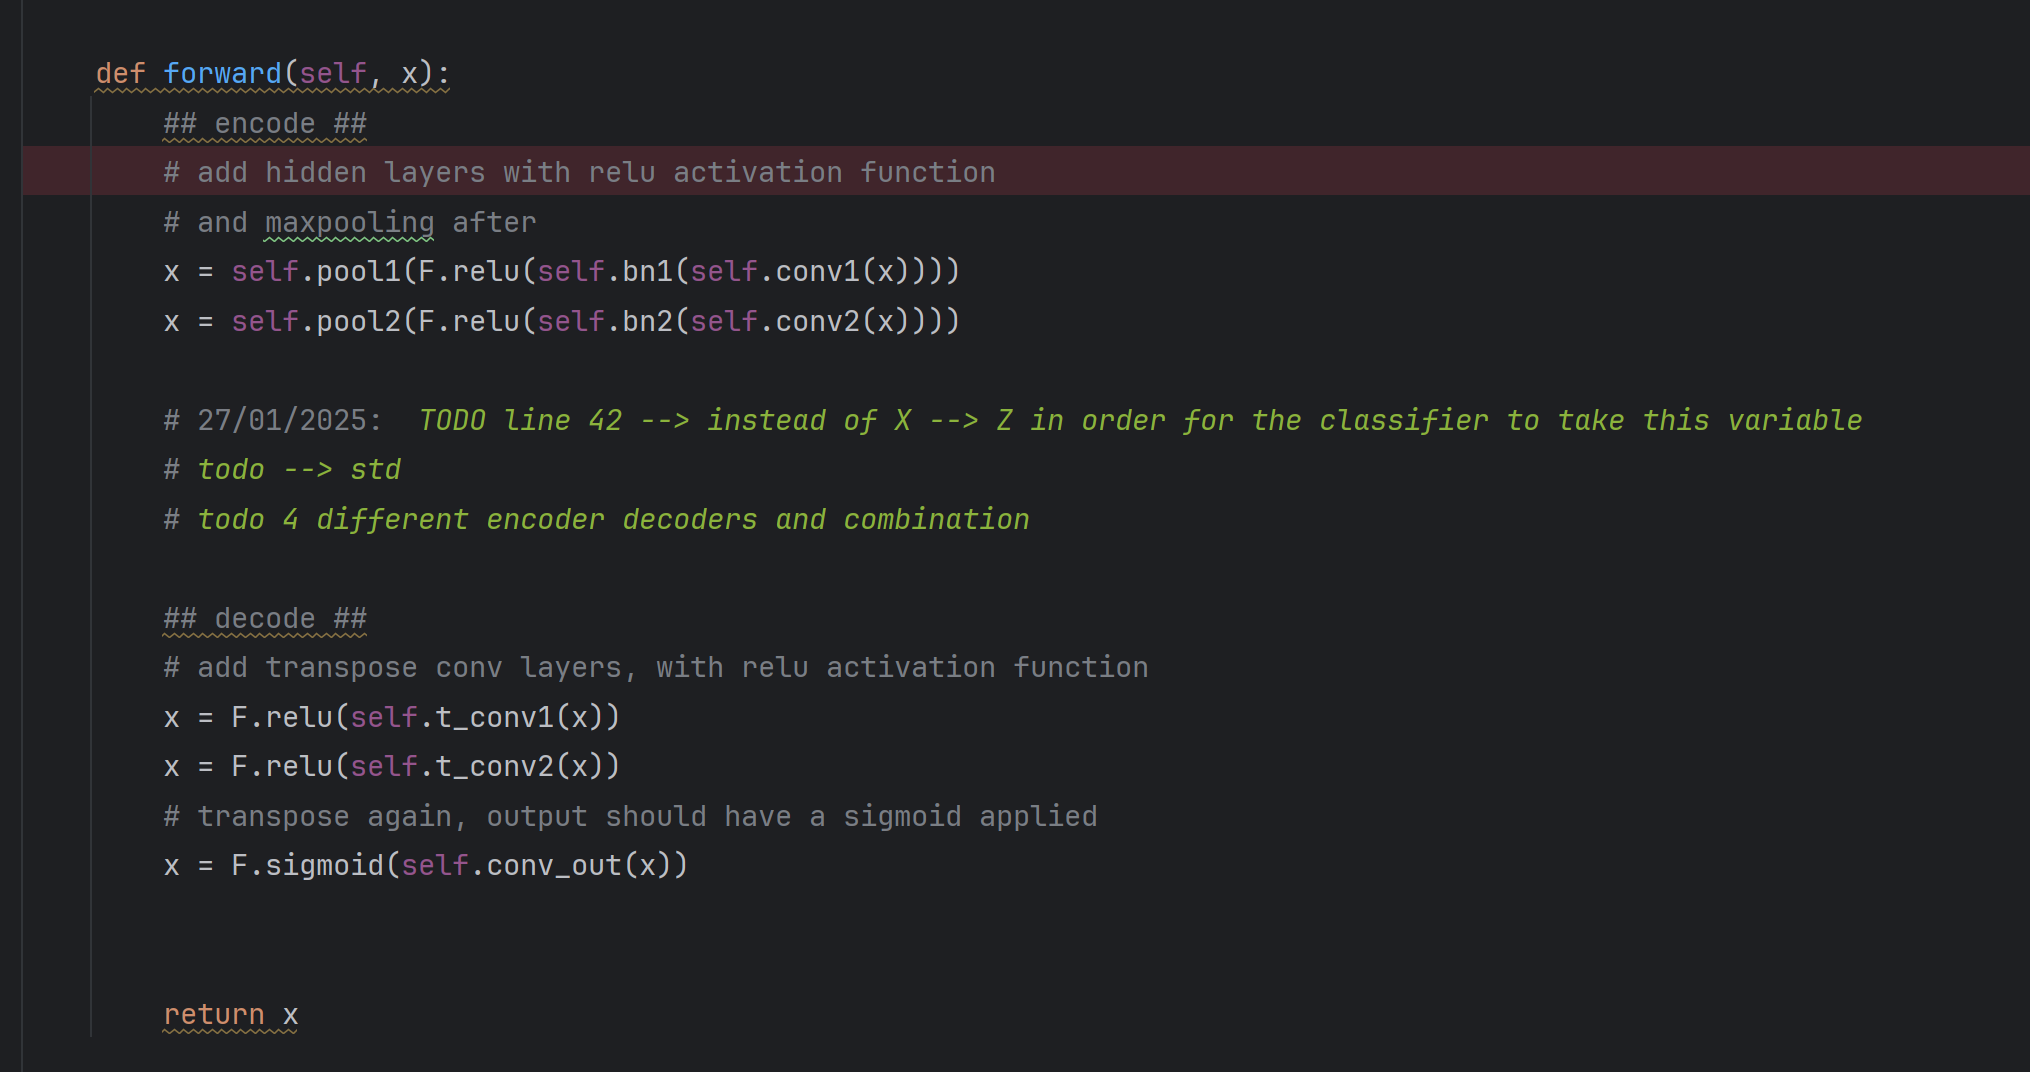 def forward(self, x):
## encode ##
# add hidden layers with relu activation function
# and maxpooling after
x = self.pool1(F.relu(self.bn1(self.conv1(x))))
x = self.pool2(F.relu(self.bn2(self.conv2(x))))
# 27/01/2025:  TODO line 42 --> instead of X --> Z in order for the classifier to take this variable
# todo --> std
# todo 4 different encoder decoders and combination
## decode ##
# add transpose conv layers, with relu activation function
x = F.relu(self.t_conv1(x))
x = F.relu(self.t_conv2(x))
# transpose again, output should have a sigmoid applied
x = F.sigmoid(self.conv_out(x))
return x